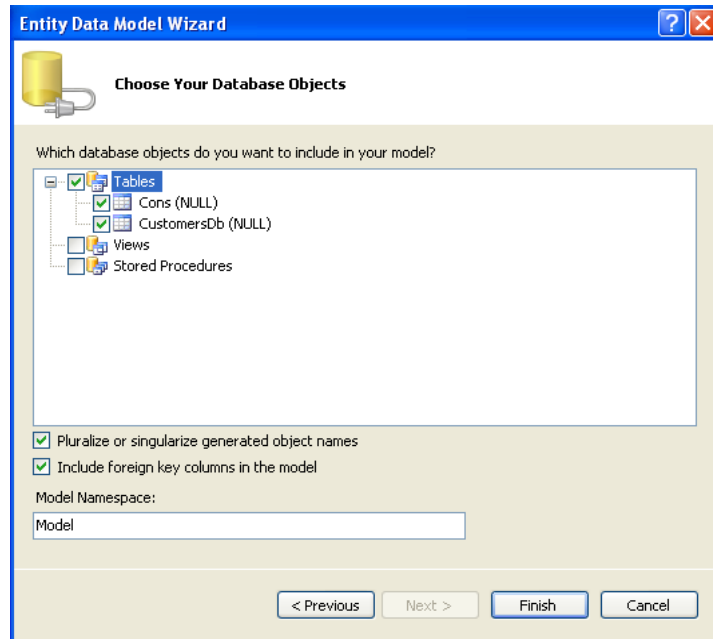 Entity Data Model Wizard
Choose Your Database Objects
Which database objects do you want to include in your model?
Tables
Cons (NULL)
CustomersDb (NULL)
Views
Stored Procedures
Pluralize or singularize generated object names
Include foreign key columns in the model
Model Namespace:
Model
< Previous Next > Finish Cancel